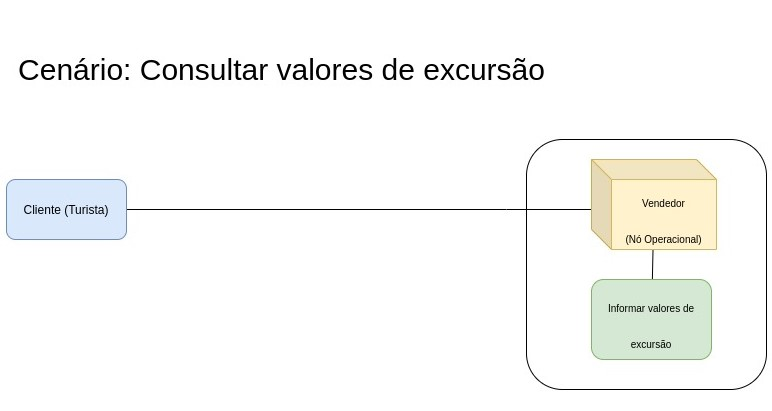 Cenário: Consultar valores de excursão
Cliente (Turista)
Vendedor
(Nó Operacional)
Informar valores de
excursão